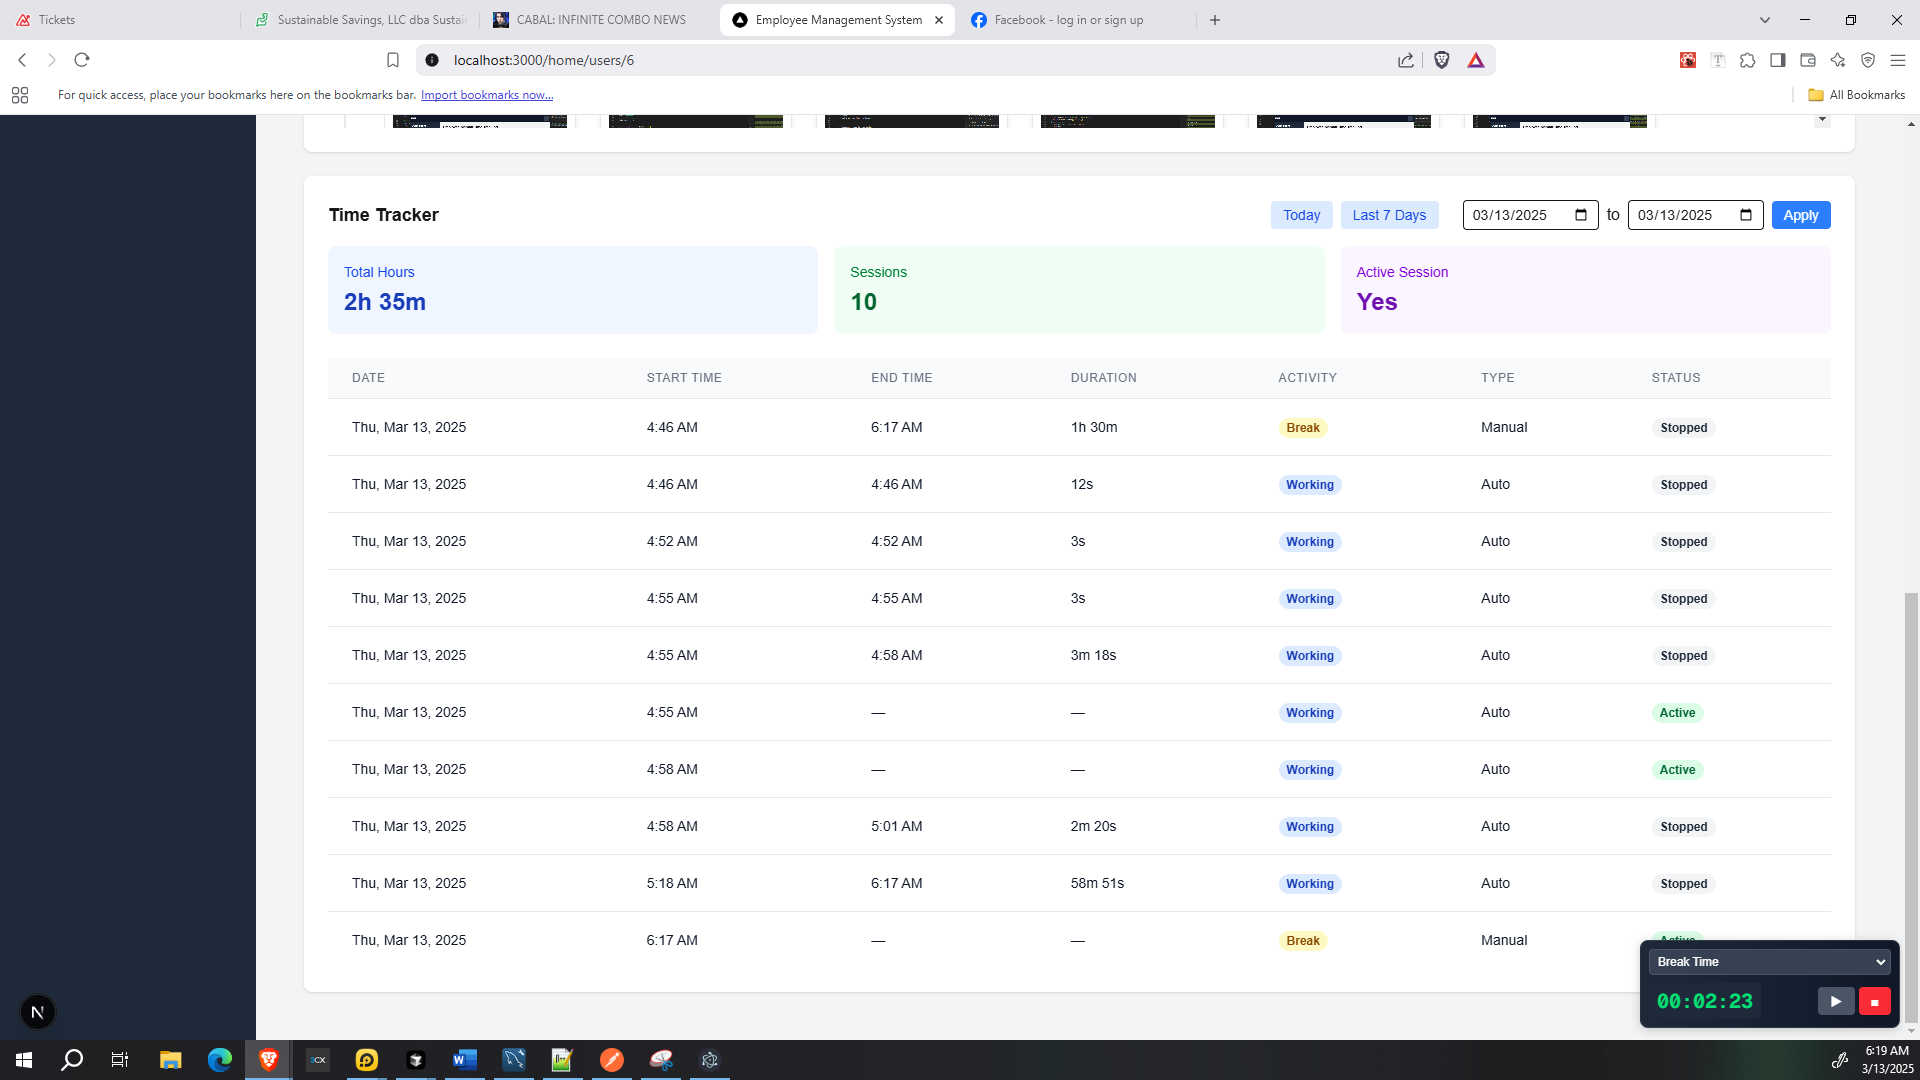 Tickets
Sustainable Savings, LLC dba Sustai
CABAL: INFINITE COMBO NEWS
Employee Management System
Facebook - log in or sign up
localhost:3000/home/users/6
For quick access, place your bookmarks here on the bookmarks bar. Import bookmarks now...
All Bookmarks
Time Tracker
Today
Last 7 Days
03/13/2025 to 03/13/2025
Apply
Total Hours
2h 35m
Sessions
10
Active Session
Yes
DATE START TIME END TIME DURATION ACTIVITY TYPE STATUS
Thu, Mar 13, 2025 4:46 AM 6:17 AM 1h 30m Break Manual Stopped
Thu, Mar 13, 2025 4:46 AM 4:46 AM 12s Working Auto Stopped
Thu, Mar 13, 2025 4:52 AM 4:52 AM 3s Working Auto Stopped
Thu, Mar 13, 2025 4:55 AM 4:55 AM 3s Working Auto Stopped
Thu, Mar 13, 2025 4:55 AM 4:58 AM 3m 18s Working Auto Stopped
Thu, Mar 13, 2025 4:55 AM — — Working Auto Active
Thu, Mar 13, 2025 4:58 AM — — Working Auto Active
Thu, Mar 13, 2025 4:58 AM 5:01 AM 2m 20s Working Auto Stopped
Thu, Mar 13, 2025 5:18 AM 6:17 AM 58m 51s Working Auto Stopped
Thu, Mar 13, 2025 6:17 AM — — Break Manual Active
Break Time
00:02:23
N
3CX
6:19 AM
3/13/2025